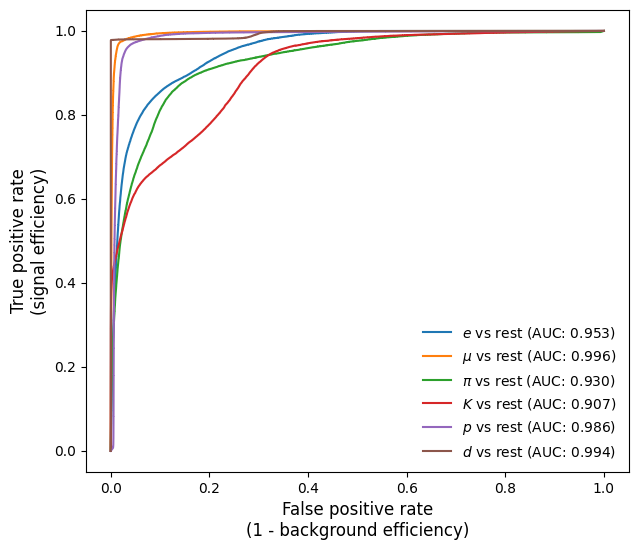 1.0
0.8
0.6
0.4
0.2
0.0
True positive rate
(signal efficiency)
e vs rest (AUC: 0.953)
μ vs rest (AUC: 0.996)
π vs rest (AUC: 0.930)
K vs rest (AUC: 0.907)
p vs rest (AUC: 0.986)
d vs rest (AUC: 0.994)
0.0 0.2 0.4 0.6 0.8 1.0
False positive rate
(1 - background efficiency)